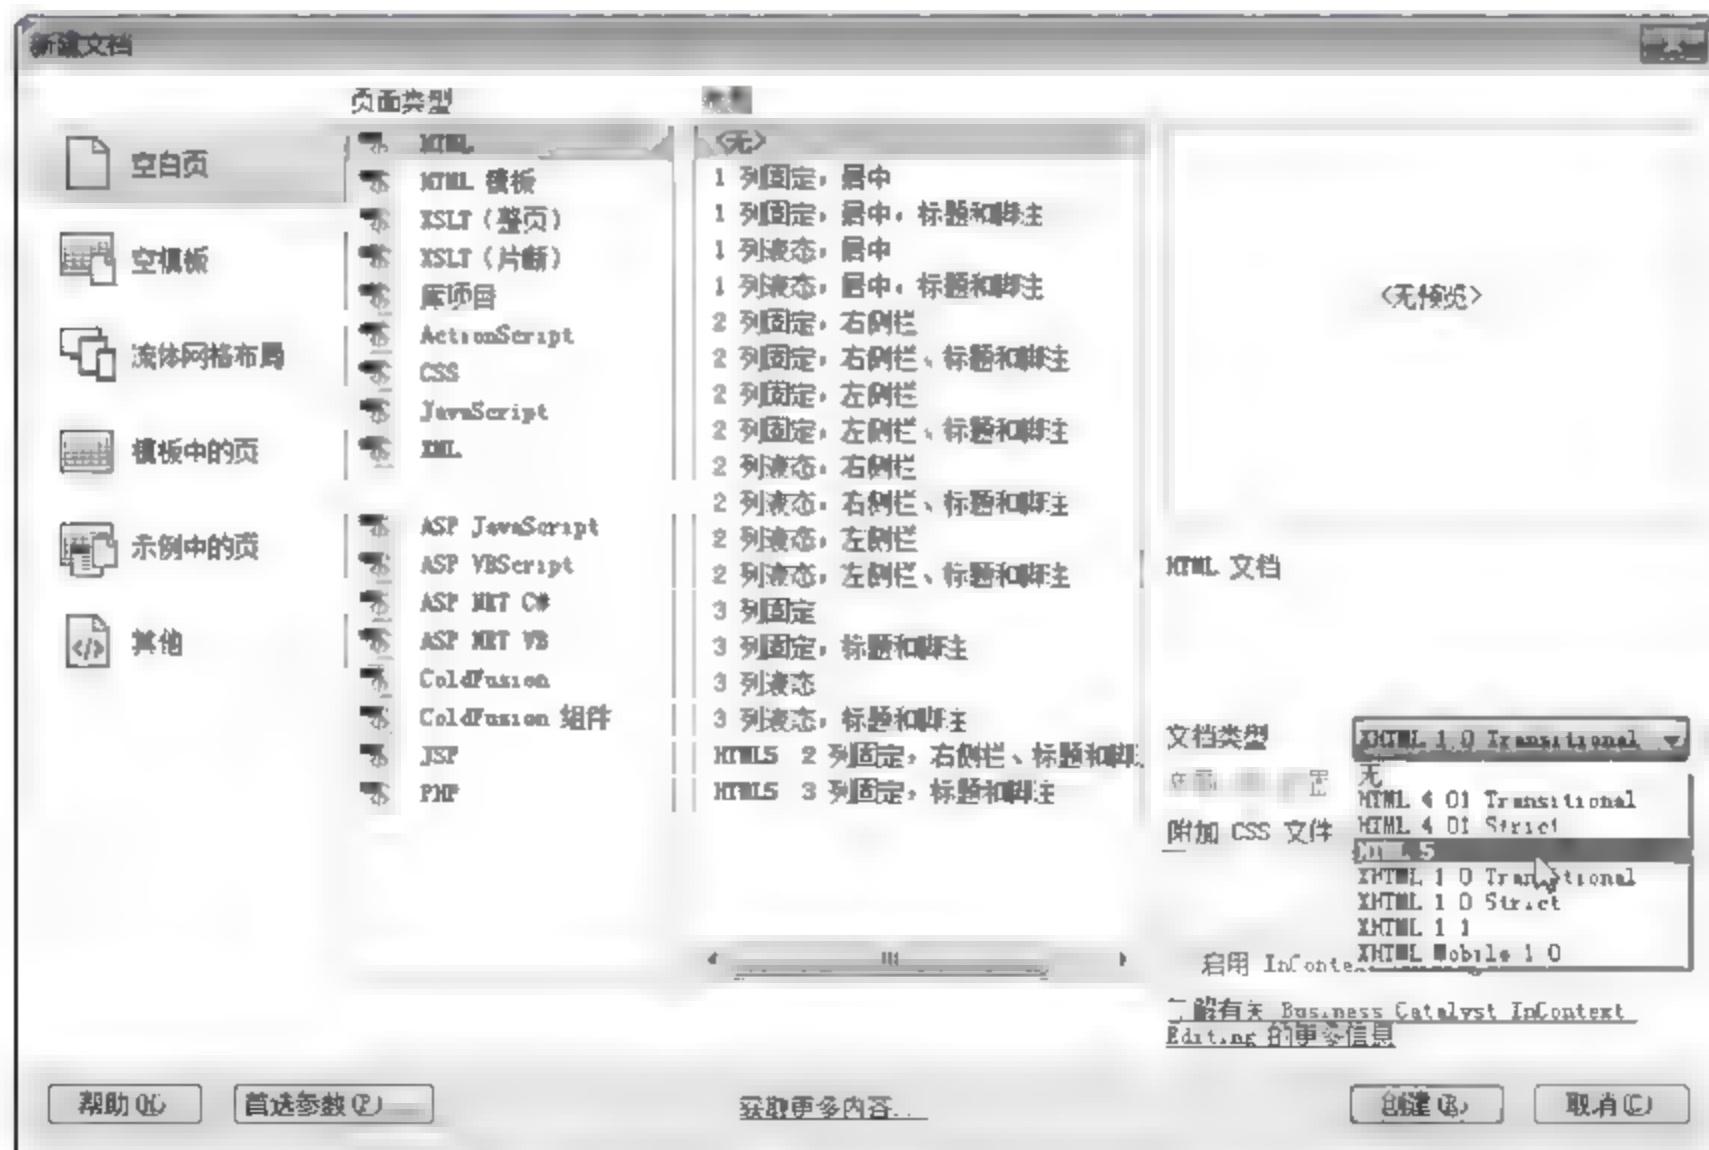 新建文档
页面类型
空白页
空模板
流体网格布局
模板中的页
示例中的页
其他
HTML
HTML 模板
XSLT（整页）
XSLT（片断）
库项目
ActionScript
CSS
JavaScript
XML
ASP JavaScript
ASP VBScript
ASP NET C#
ASP NET VB
ColdFusion
ColdFusion 组件
JSP
PHP
<无>
1 列固定，居中
1 列固定，居中，标题和脚注
1 列液态，居中
1 列液态，居中，标题和脚注
2 列固定，右侧栏
2 列固定，右侧栏、标题和脚注
2 列固定，左侧栏
2 列固定，左侧栏、标题和脚注
2 列液态，右侧栏
2 列液态，右侧栏、标题和脚注
2 列液态，左侧栏
2 列液态，左侧栏、标题和脚注
3 列固定
3 列固定，标题和脚注
3 列液态
3 列液态，标题和脚注
HTML5 2 列固定，右侧栏、标题和脚
HTML5 3 列固定，标题和脚注
<无预览>
HTML 文档
文档类型 XHTML 1 0 Transitional
无
HTML 4 01 Transitional
HTML 4 01 Strict
HTML 5
XHTML 1 0 Transitional
XHTML 1 0 Strict
XHTML 1 1
XHTML Mobile 1 0
附加 CSS 文件
启用 InContex
有关 Business Catalyst InContext
Editing 的更多信息
帮助(H)
首选参数(P)
获取更多内容...
创建(R)
取消(C)